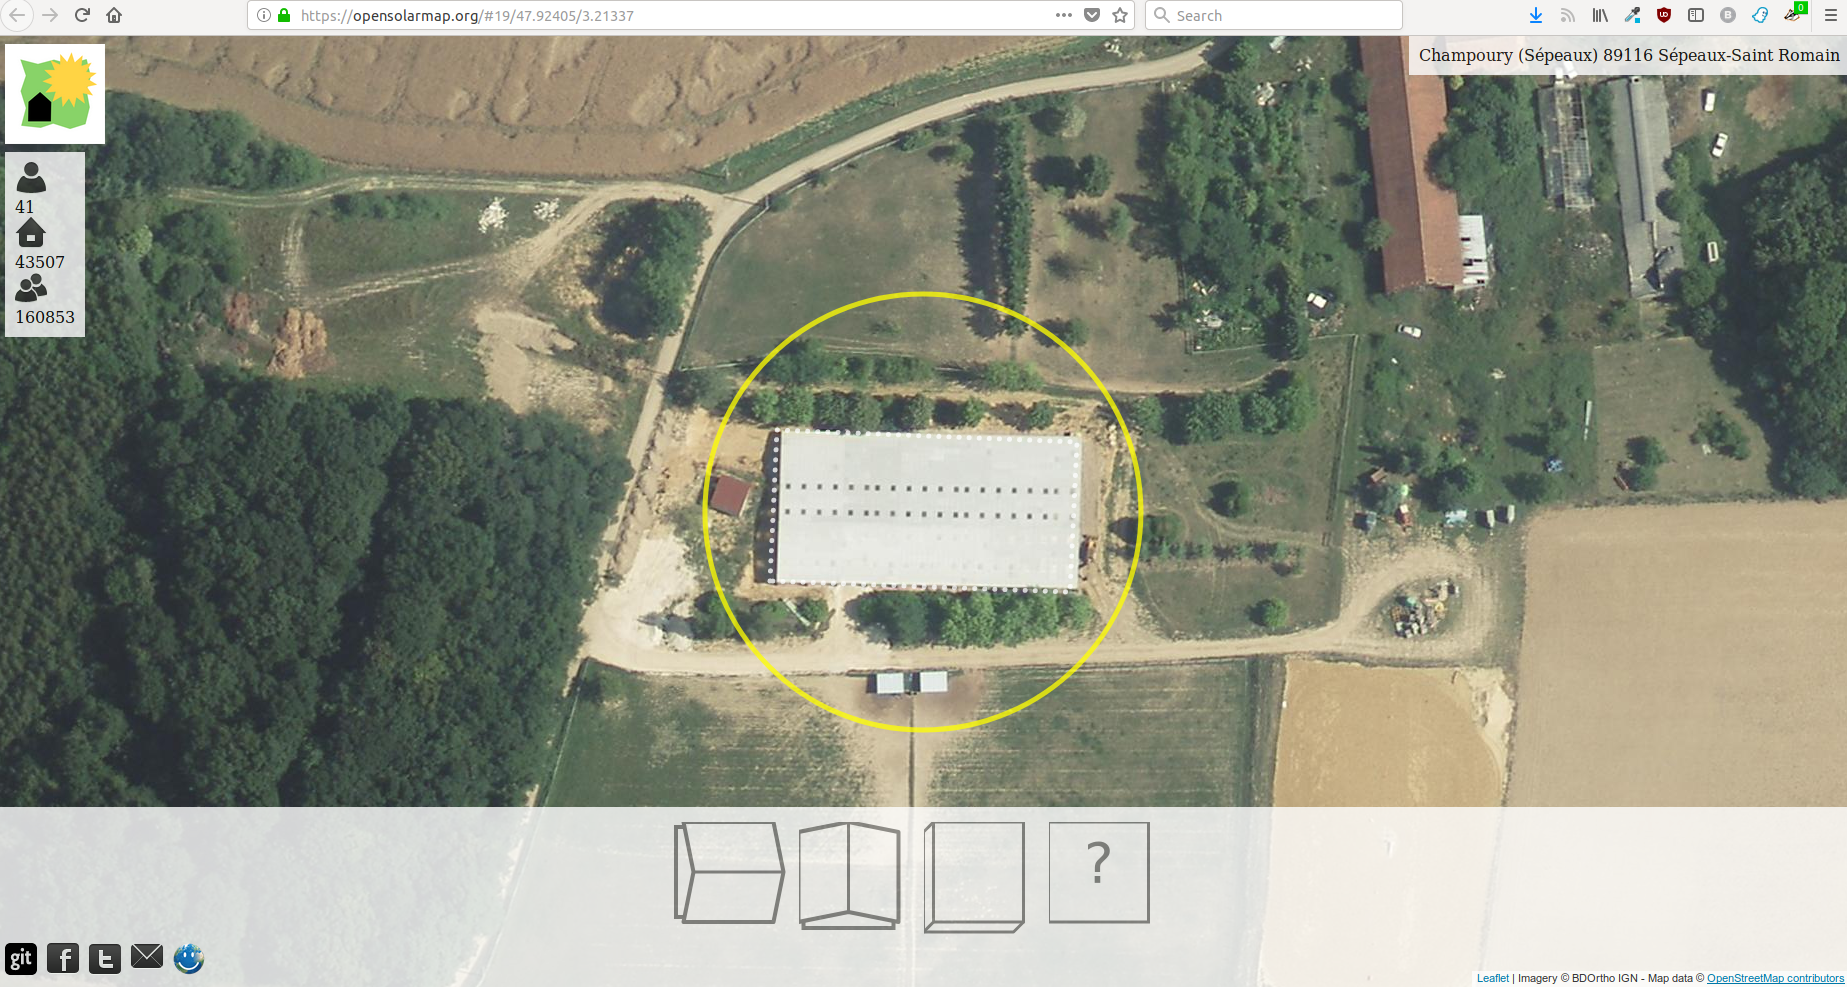 https://opensolarmap.org/#19/47.92405/3.21337
Search
0
Champoury (Sépeaux) 89116 Sépeaux-Saint Romain
41
43507
160853
?
git
Leaflet | Imagery © BDOrtho IGN - Map data © OpenStreetMap contributors